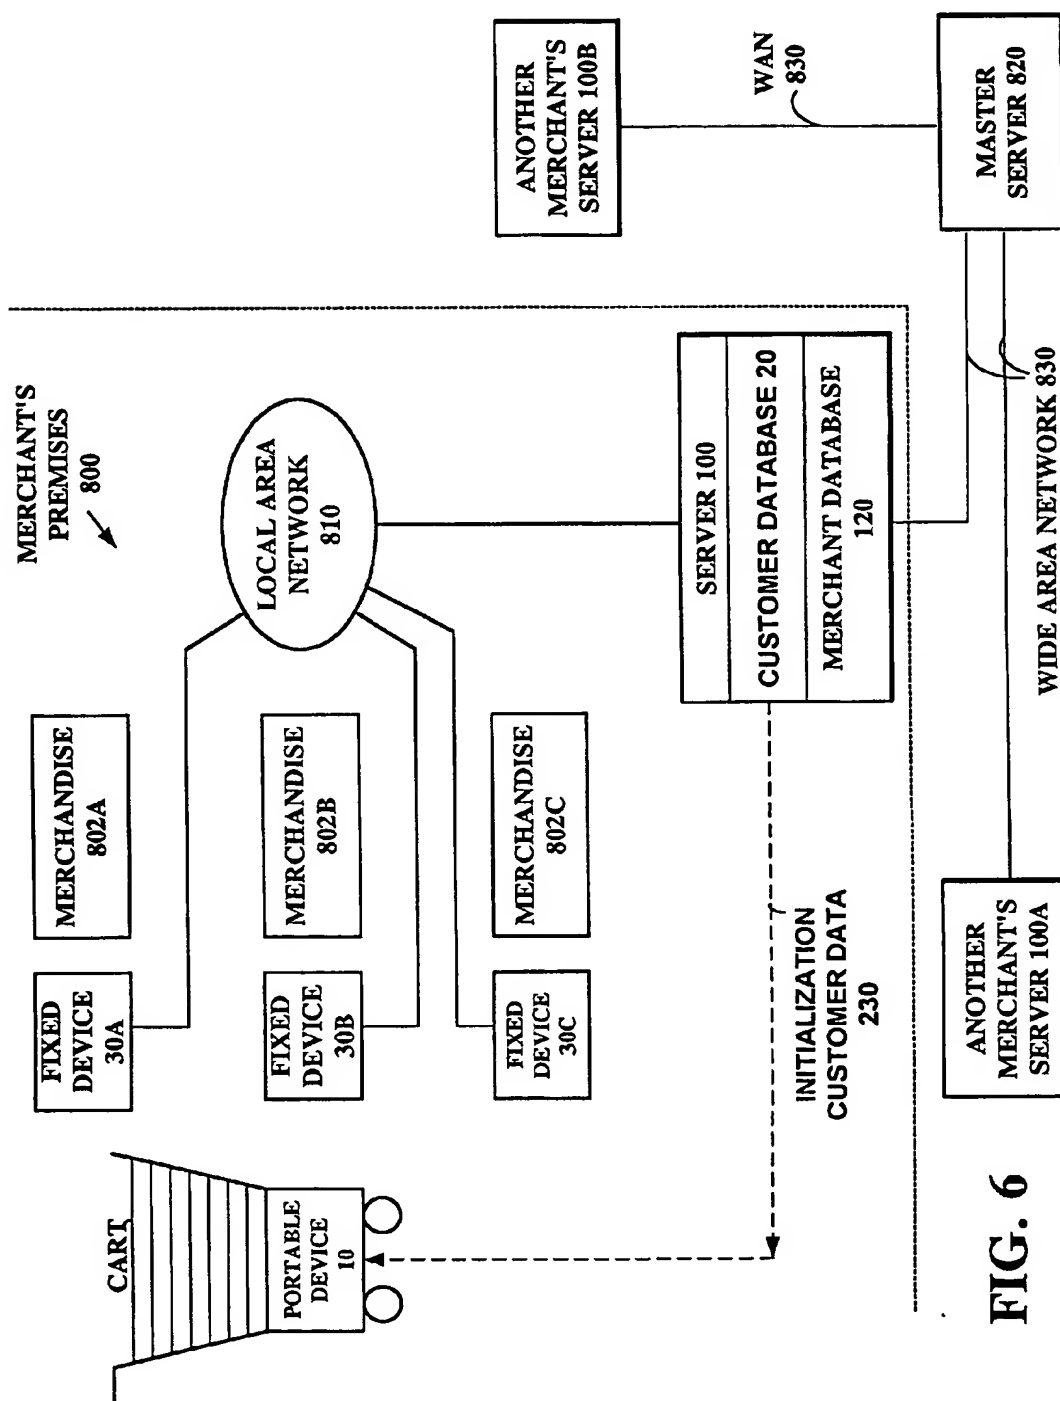 MERCHANT'S
PREMISES
800
CART
PORTABLE
DEVICE
10
FIXED
DEVICE
30A
MERCHANDISE
802A
FIXED
DEVICE
30B
MERCHANDISE
802B
FIXED
DEVICE
30C
MERCHANDISE
802C
LOCAL AREA
NETWORK
810
SERVER 100
CUSTOMER DATABASE 20
MERCHANT DATABASE
120
INITIALIZATION
CUSTOMER DATA
230
ANOTHER
MERCHANT'S
SERVER 100B
WAN
830
MASTER
SERVER 820
ANOTHER
MERCHANT'S
SERVER 100A
WIDE AREA NETWORK 830
FIG. 6